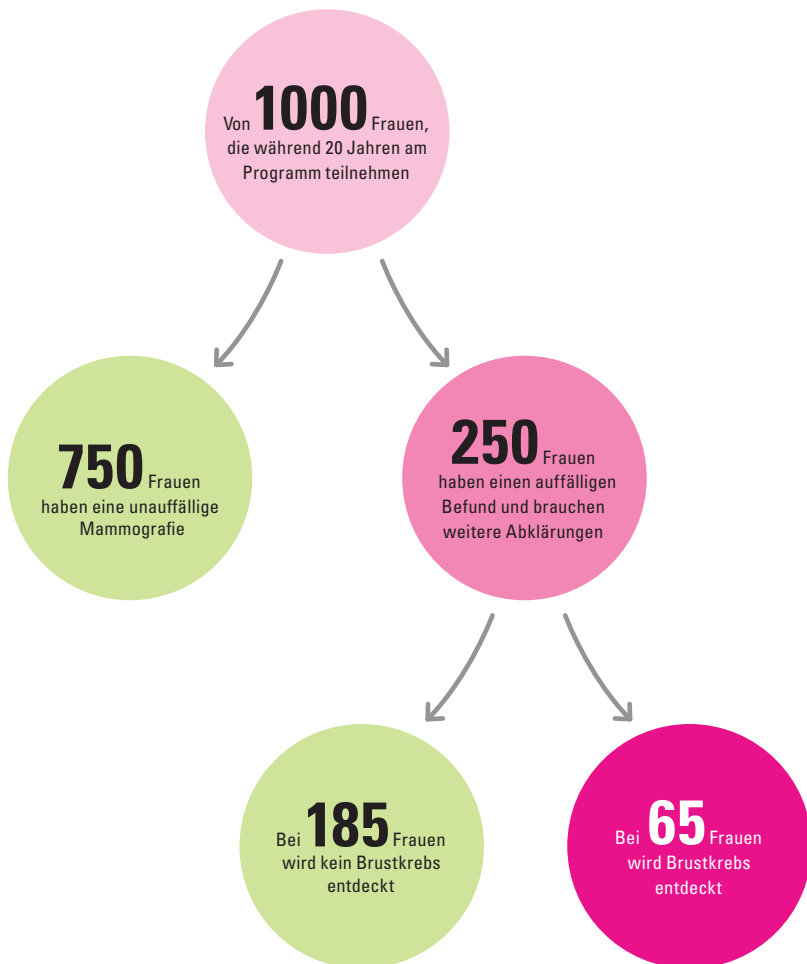 Von 1000 Frauen,
die während 20 Jahren am
Programm teilnehmen
750 Frauen
haben eine unauffällige
Mammografie
250 Frauen
haben einen auffälligen
Befund und brauchen
weitere Abklärungen
Bei 185 Frauen
wird kein Brustkrebs
entdeckt
Bei 65 Frauen
wird Brustkrebs
entdeckt